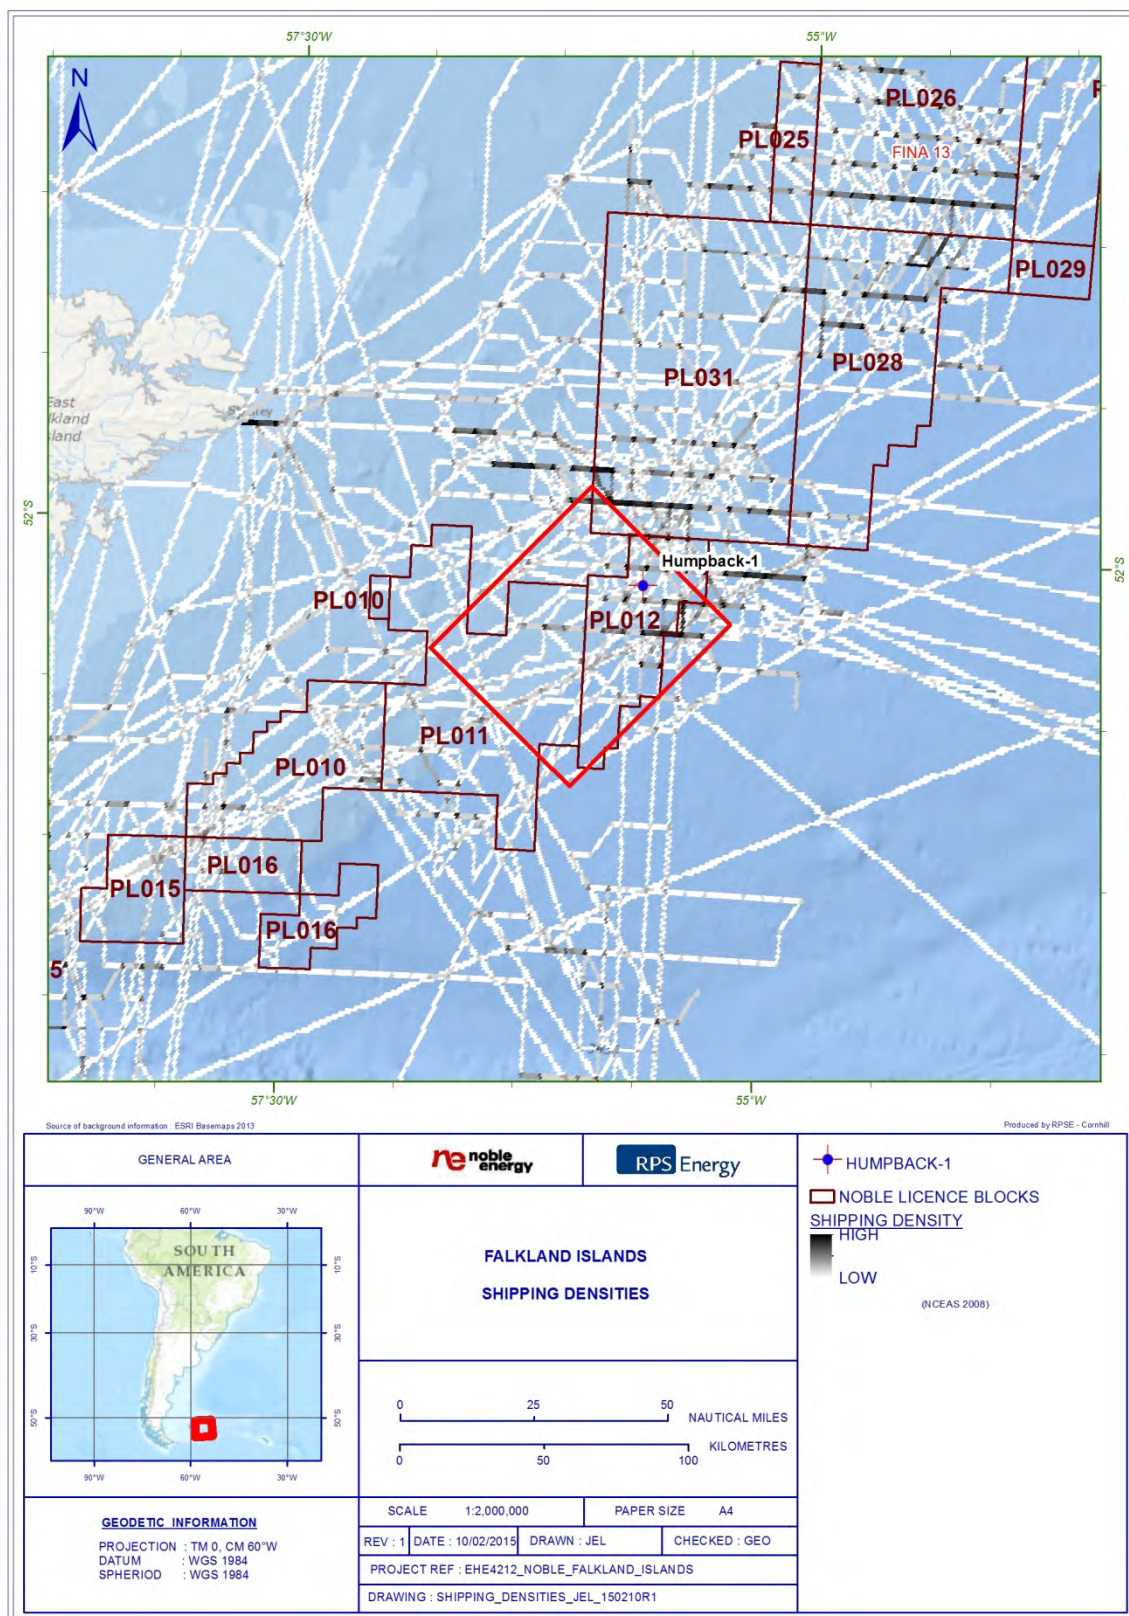 57°30'W
55°W
N
PL026
PL025
FINA 13
PL029
PL028
PL031
East
lkland
sland
52°S
Humpback-1
52°S
PL010
PL012
PL011
PL010
PL016
PL015
PL016
5
57°30'W
55°W
Source of background information : ESRI Basemaps 2013
Produced by RPSE - Cornhill
GENERAL AREA
ne noble
energy
RPS Energy
HUMPBACK-1
NOBLE LICENCE BLOCKS
SHIPPING DENSITY
HIGH
LOW
(NCEAS 2008)
90°W 60°W 30°W
SOUTH
AMERICA
10°S 10°S
30°S 30°S
50°S 50°S
90°W 60°W 30°W
FALKLAND ISLANDS
SHIPPING DENSITIES
0 25 50
NAUTICAL MILES
KILOMETRES
0 50 100
GEODETIC INFORMATION
PROJECTION : TM 0, CM 60°W
DATUM : WGS 1984
SPHERIOD : WGS 1984
SCALE 1:2,000,000 PAPER SIZE A4
REV : 1 DATE : 10/02/2015 DRAWN : JEL CHECKED : GEO
PROJECT REF : EHE4212_NOBLE_FALKLAND_ISLANDS
DRAWING : SHIPPING_DENSITIES_JEL_150210R1